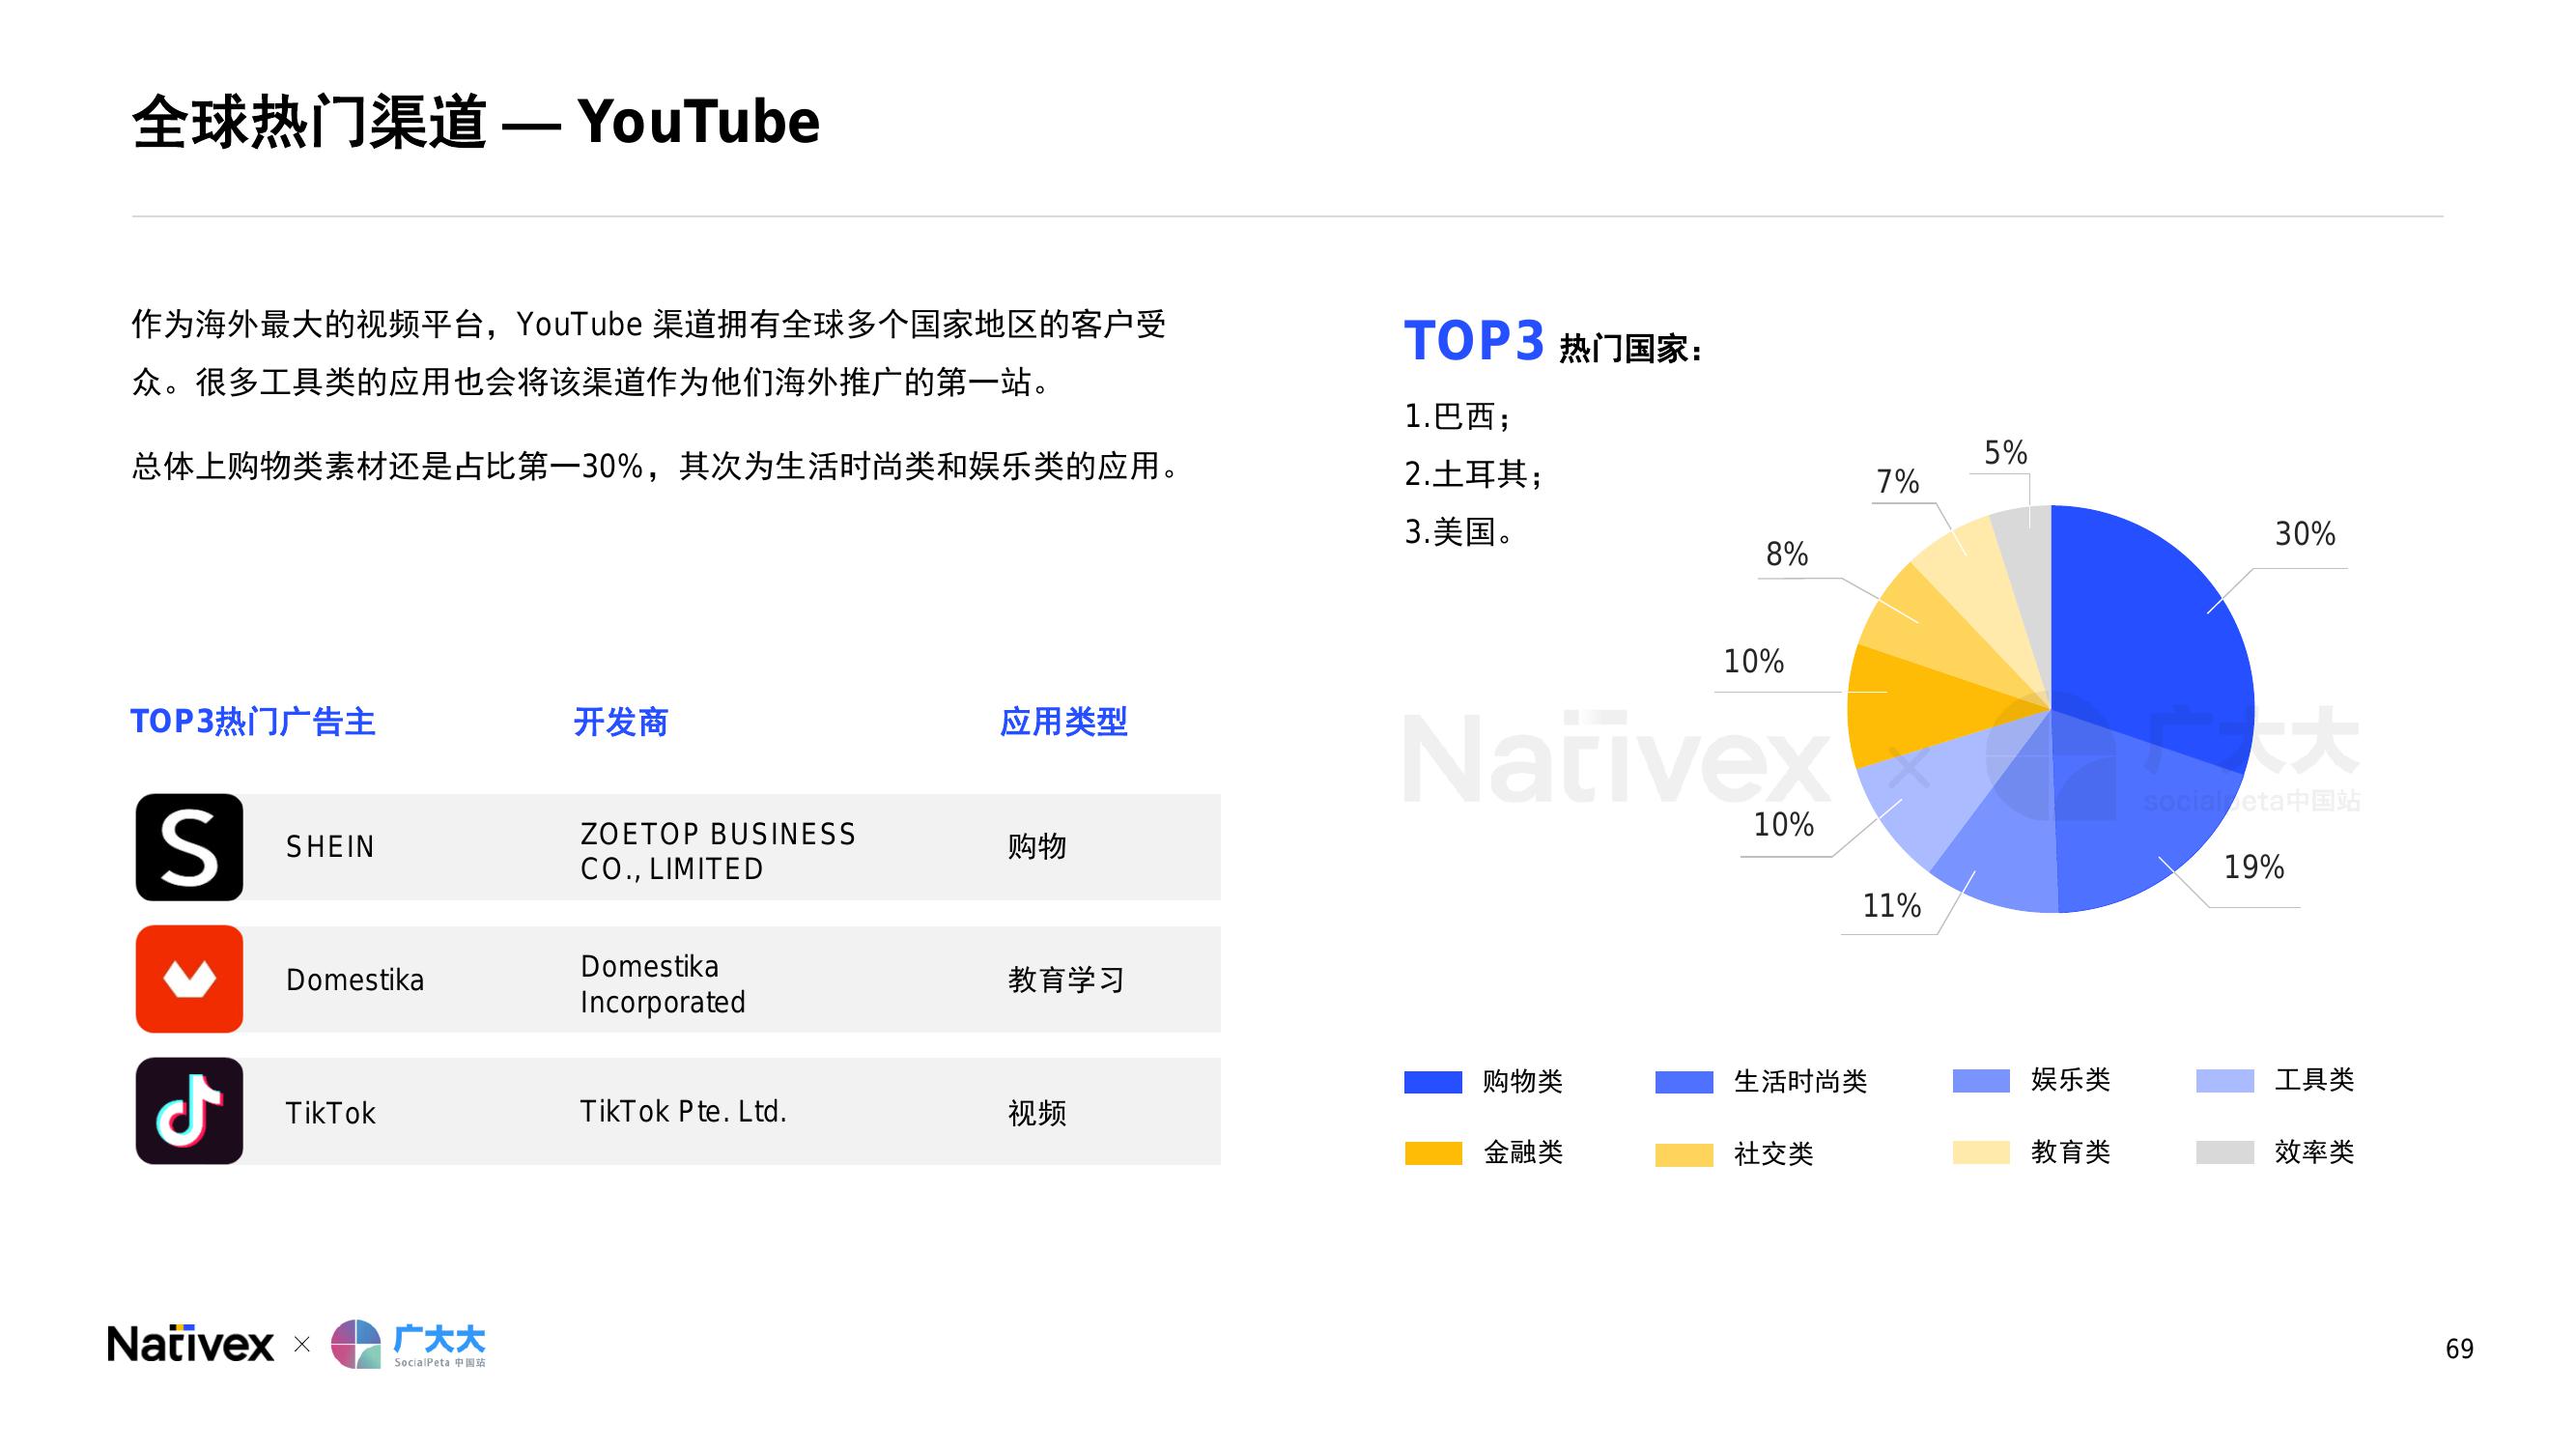 全球热门渠道 — YouTube
作为海外最大的视频平台，YouTube 渠道拥有全球多个国家地区的客户受
众。很多工具类的应用也会将该渠道作为他们海外推广的第一站。
总体上购物类素材还是占比第一30%，其次为生活时尚类和娱乐类的应用。
TOP3热门广告主 开发商 应用类型
SHEIN ZOETOP BUSINESS CO., LIMITED 购物
Domestika Domestika Incorporated 教育学习
TikTok TikTok Pte. Ltd. 视频
TOP3 热门国家：
1.巴西；
2.土耳其；
3.美国。
5%
7%
30%
8%
10%
10%
19%
11%
Nativex × 广大大
socialpeta中国站
购物类 生活时尚类 娱乐类 工具类
金融类 社交类 教育类 效率类
Nativex × 广大大
SocialPeta 中国站
69